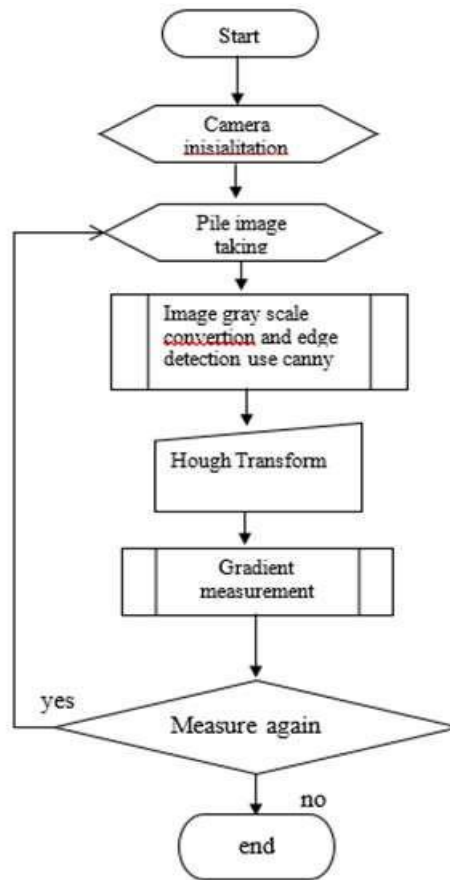 Start
Camera
inisialitation
Pile image
taking
Image gray scale
convertion and edge
detection use canny
Hough Transform
Gradient
measurement
yes
Measure again
no
end